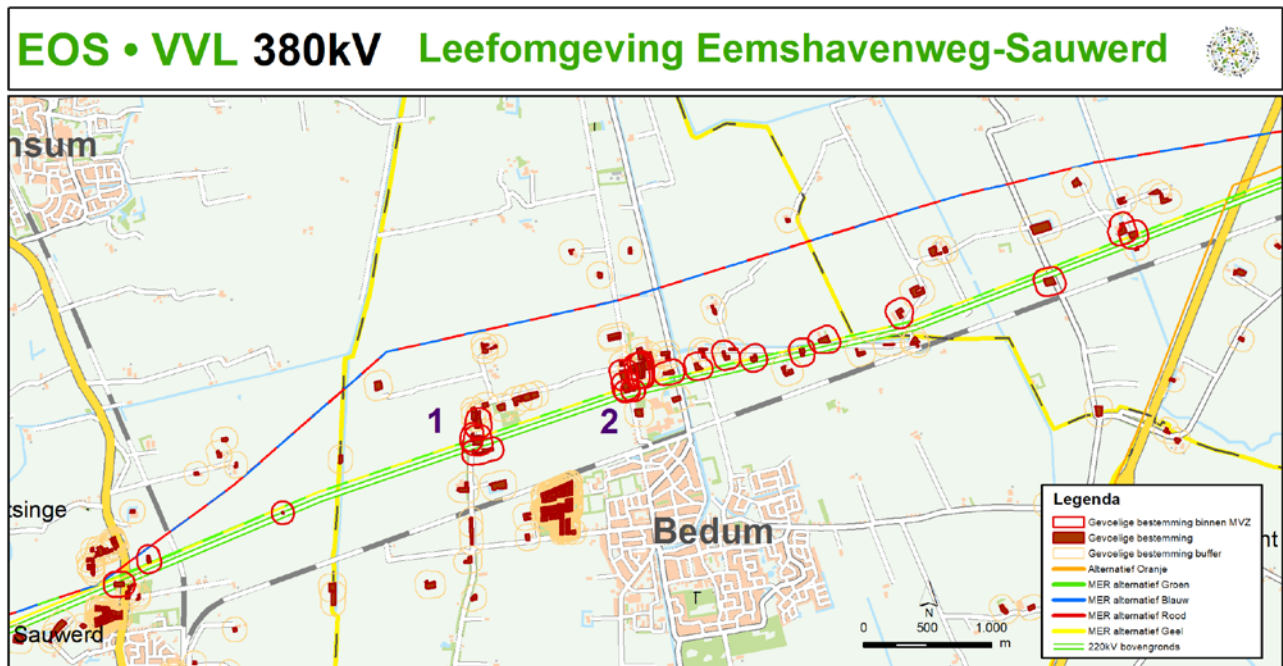 EOS • VVL 380kV Leefomgeving Eemshavenweg-Sauwerd
nsum
1
2
tsinge
Bedum
Sauwerd
ht
N
0 500 1.000
m
Legenda
Gevoelige bestemming binnen MVZ
Gevoelige bestemming
Gevoelige bestemming buffer
Alternatief Oranje
MER alternatief Groen
MER alternatief Blauw
MER alternatief Rood
MER alternatief Geel
220kV bovengronds